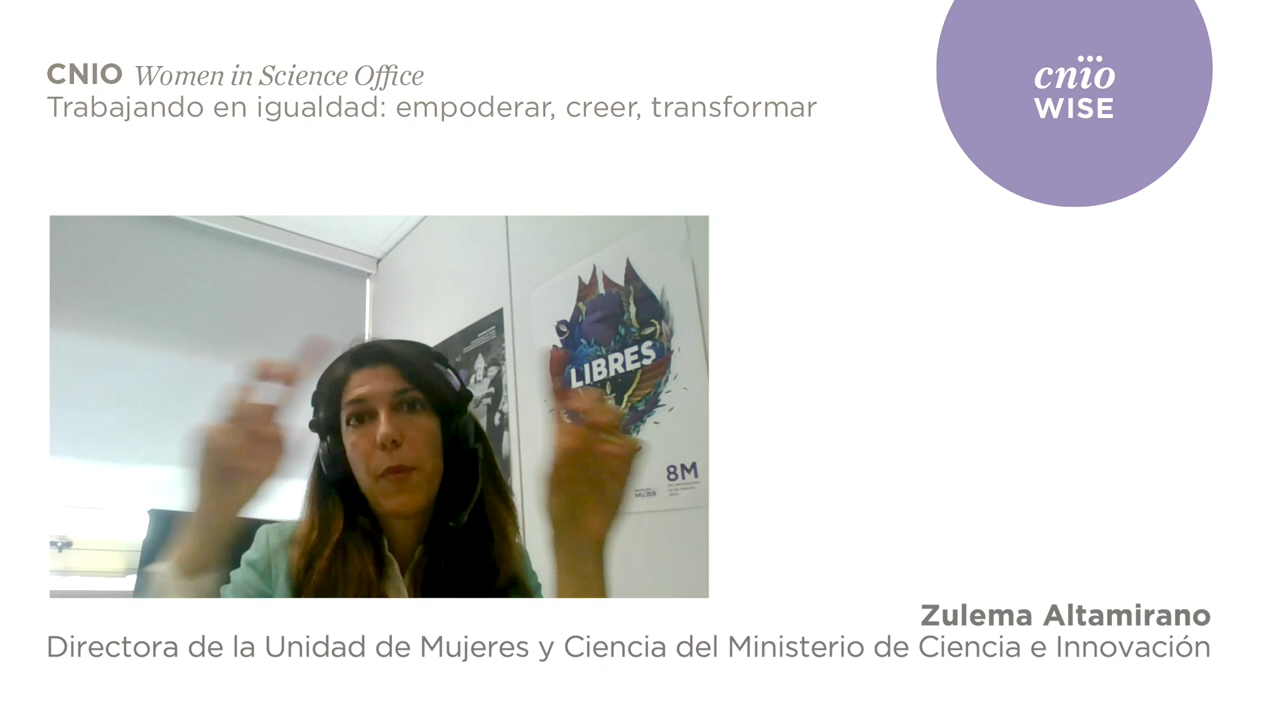 CNIO Women in Science Office
Trabajando en igualdad: empoderar, creer, transformar
cnio
WISE
LIBRES
8M
Zulema Altamirano
Directora de la Unidad de Mujeres y Ciencia del Ministerio de Ciencia e Innovación